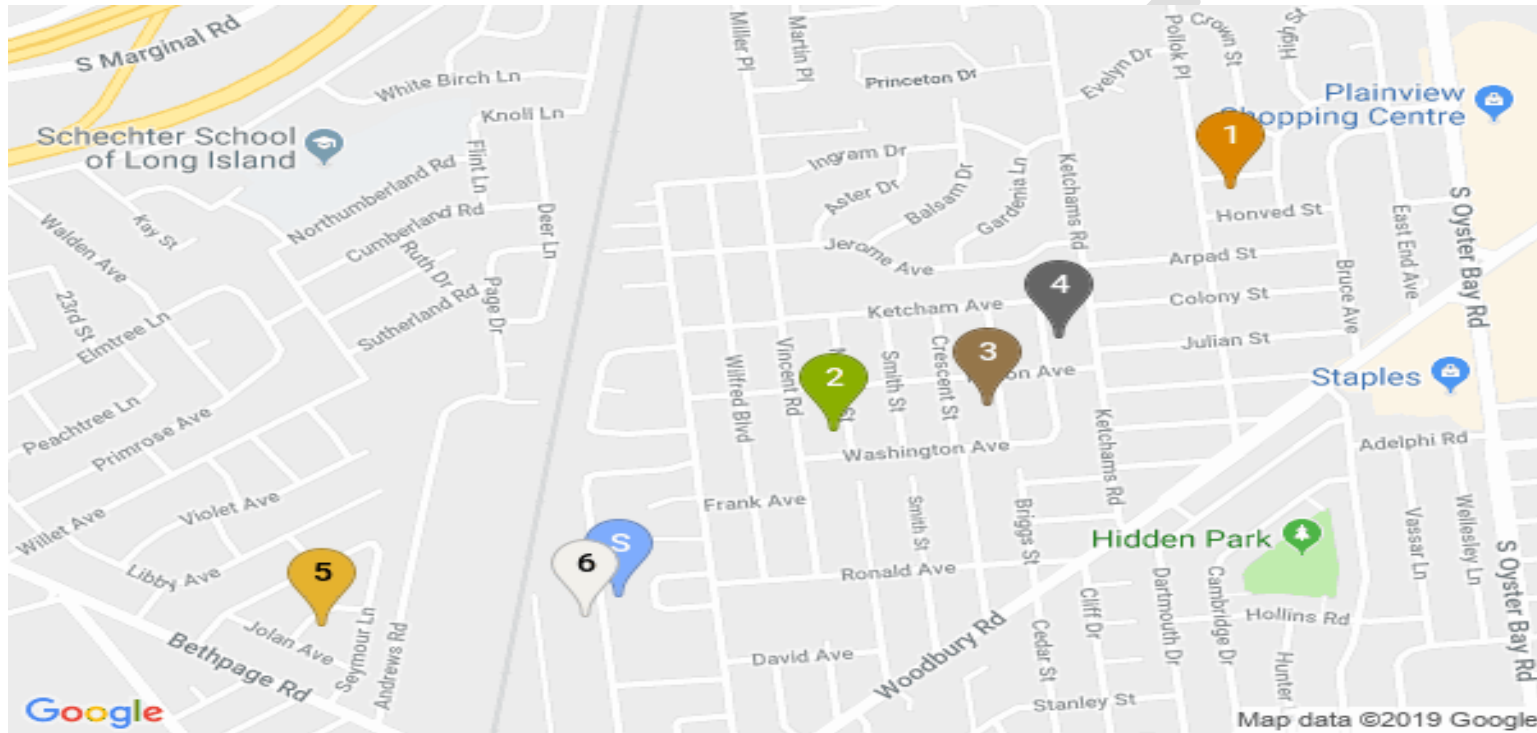 S Marginal Rd
White Birch Ln
Knoll Ln
Schechter School
of Long Island
Northumberland Rd
Flint Ln
Cumberland Rd
Deer Ln
Kay St
Walden Ave
Ruth Dr
Page Dr
23rd St
Elmtree Ln
Sutherland Rd
Peachtree Ln
Primrose Ave
Willet Ave
Violet Ave
Libby Ave
5
Jolan Ave
Seymour Ln
Andrews Rd
Bethpage Rd
Miller Pl
Martin Pl
Princeton Dr
Evelyn Dr
Pollok Pl
Crown St
High St
Plainview
Shopping Centre
1
Ingram Dr
Aster Dr
Balsam Dr
Gardenia Ln
Ketchams Rd
Honved St
Jerome Ave
Arpad St
East End Ave
S Oyster Bay Rd
4
Ketcham Ave
Colony St
Bruce Ave
Julian St
Wilfred Blvd
Vincent Rd
2
St
Smith St
Crescent St
3
Ave
Staples
Ketchams Rd
Washington Ave
Adelphi Rd
Frank Ave
Smith St
Briggs St
Vassar Ln
Wellesley Ln
6
S
Hidden Park
S Oyster Bay Rd
Ronald Ave
Cliff Dr
Dartmouth Dr
Cambridge Dr
Hollins Rd
David Ave
Woodbury Rd
Cedar St
Hunter
Stanley St
Google
Map data ©2019 Google